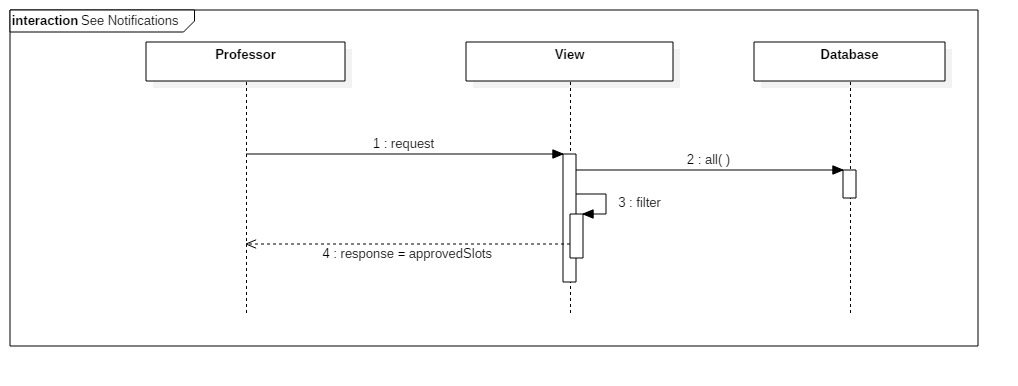 interaction See Notifications
Professor
View
Database
1 : request
2 : all( )
3 : filter
4 : response = approvedSlots